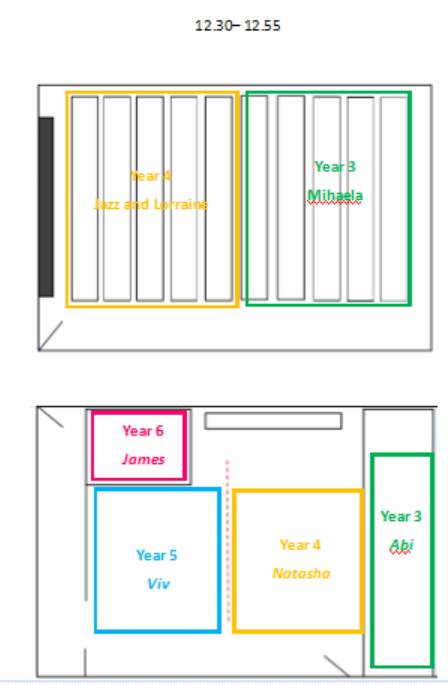 12.30– 12.55
Year 4
Jazz and Lorraine
Year 3
Mihaela
Year 6
James
Year 5
Viv
Year 4
Natasha
Year 3
Abi